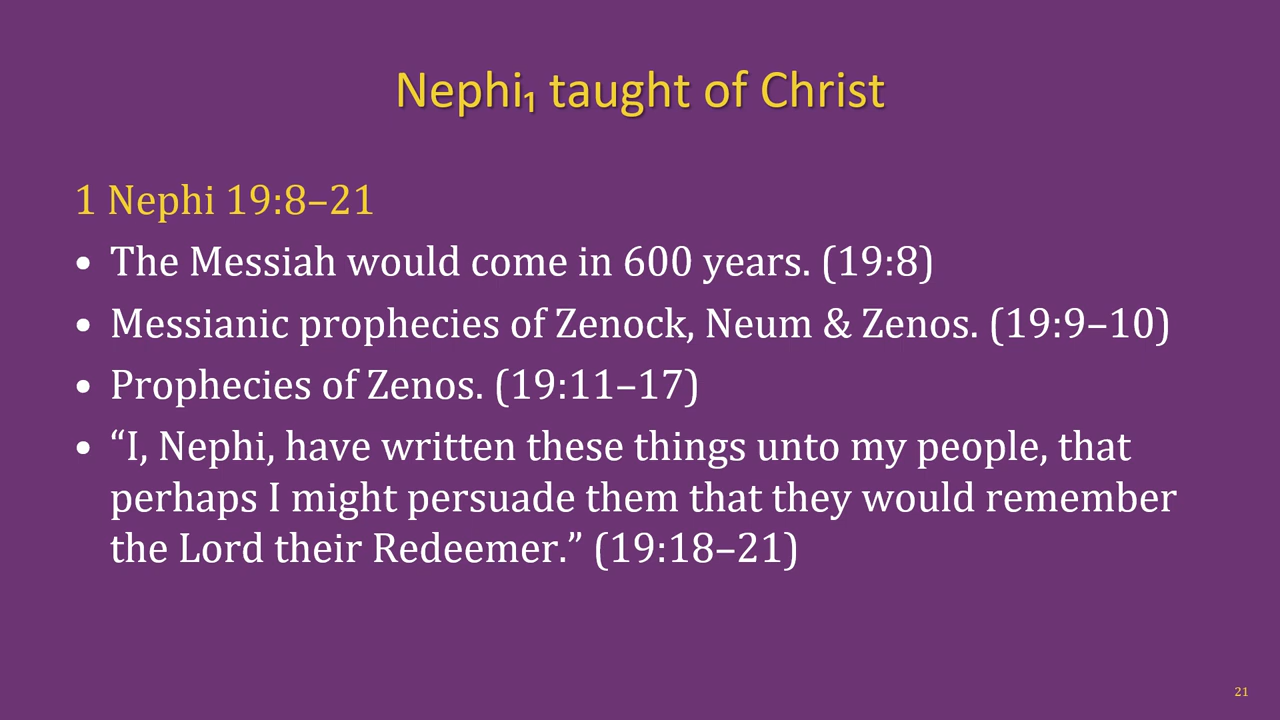 Nephi₁ taught of Christ
1 Nephi 19:8–21
• The Messiah would come in 600 years. (19:8)
• Messianic prophecies of Zenock, Neum & Zenos. (19:9–10)
• Prophecies of Zenos. (19:11–17)
• “I, Nephi, have written these things unto my people, that
perhaps I might persuade them that they would remember
the Lord their Redeemer.” (19:18–21)
21